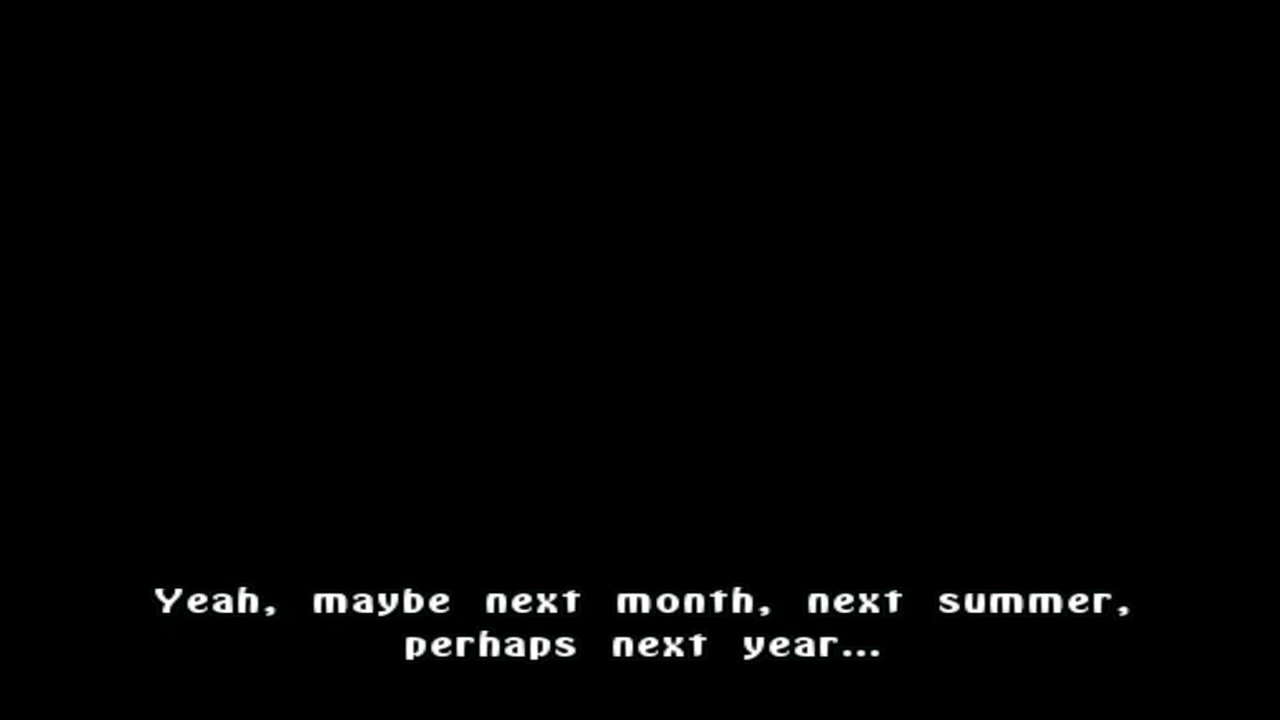 Yeah, maybe next month, next summer,
perhaps next year...